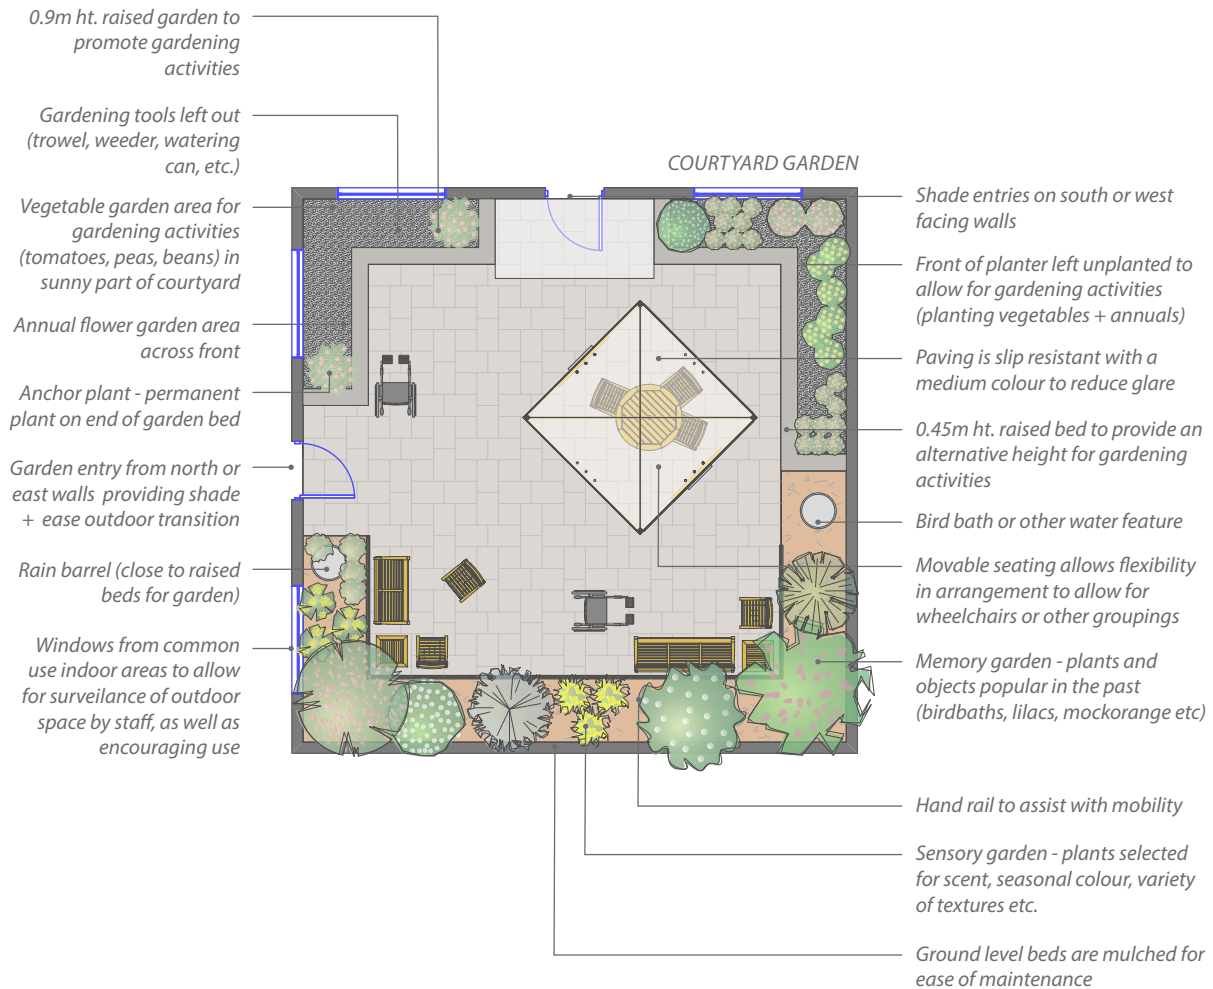 0.9m ht. raised garden to
promote gardening
activities
Gardening tools left out
(trowel, weeder, watering
can, etc.)
Vegetable garden area for
gardening activities
(tomatoes, peas, beans) in
sunny part of courtyard
Annual flower garden area
across front
Anchor plant - permanent
plant on end of garden bed
Garden entry from north or
east walls providing shade
+ ease outdoor transition
Rain barrel (close to raised
beds for garden)
Windows from common
use indoor areas to allow
for surveilance of outdoor
space by staff, as well as
encouraging use
COURTYARD GARDEN
Shade entries on south or west
facing walls
Front of planter left unplanted to
allow for gardening activities
(planting vegetables + annuals)
Paving is slip resistant with a
medium colour to reduce glare
0.45m ht. raised bed to provide an
alternative height for gardening
activities
Bird bath or other water feature
Movable seating allows flexibility
in arrangement to allow for
wheelchairs or other groupings
Memory garden - plants and
objects popular in the past
(birdbaths, lilacs, mockorange etc)
Hand rail to assist with mobility
Sensory garden - plants selected
for scent, seasonal colour, variety
of textures etc.
Ground level beds are mulched for
ease of maintenance